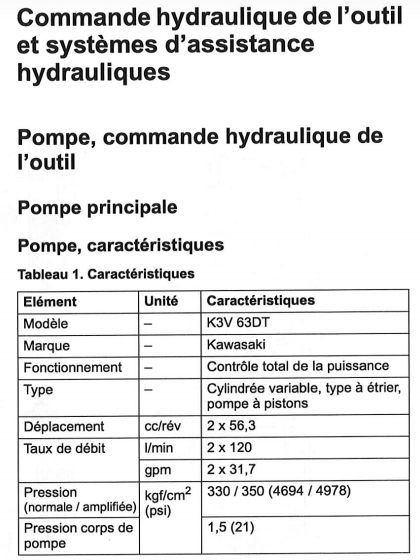 Commande hydraulique de l'outil
et systèmes d'assistance
hydrauliques
Pompe, commande hydraulique de
l'outil
Pompe principale
Pompe, caractéristiques
Tableau 1. Caractéristiques
Elément Unité Caractéristiques
Modèle – K3V 63DT
Marque – Kawasaki
Fonctionnement – Contrôle total de la puissance
Type – Cylindrée variable, type à étrier,
pompe à pistons
Déplacement cc/rév 2 x 56,3
Taux de débit l/min 2 x 120
gpm 2 x 31,7
Pression kgf/cm² 330 / 350 (4694 / 4978)
(normale / amplifiée) (psi)
Pression corps de 1,5 (21)
pompe